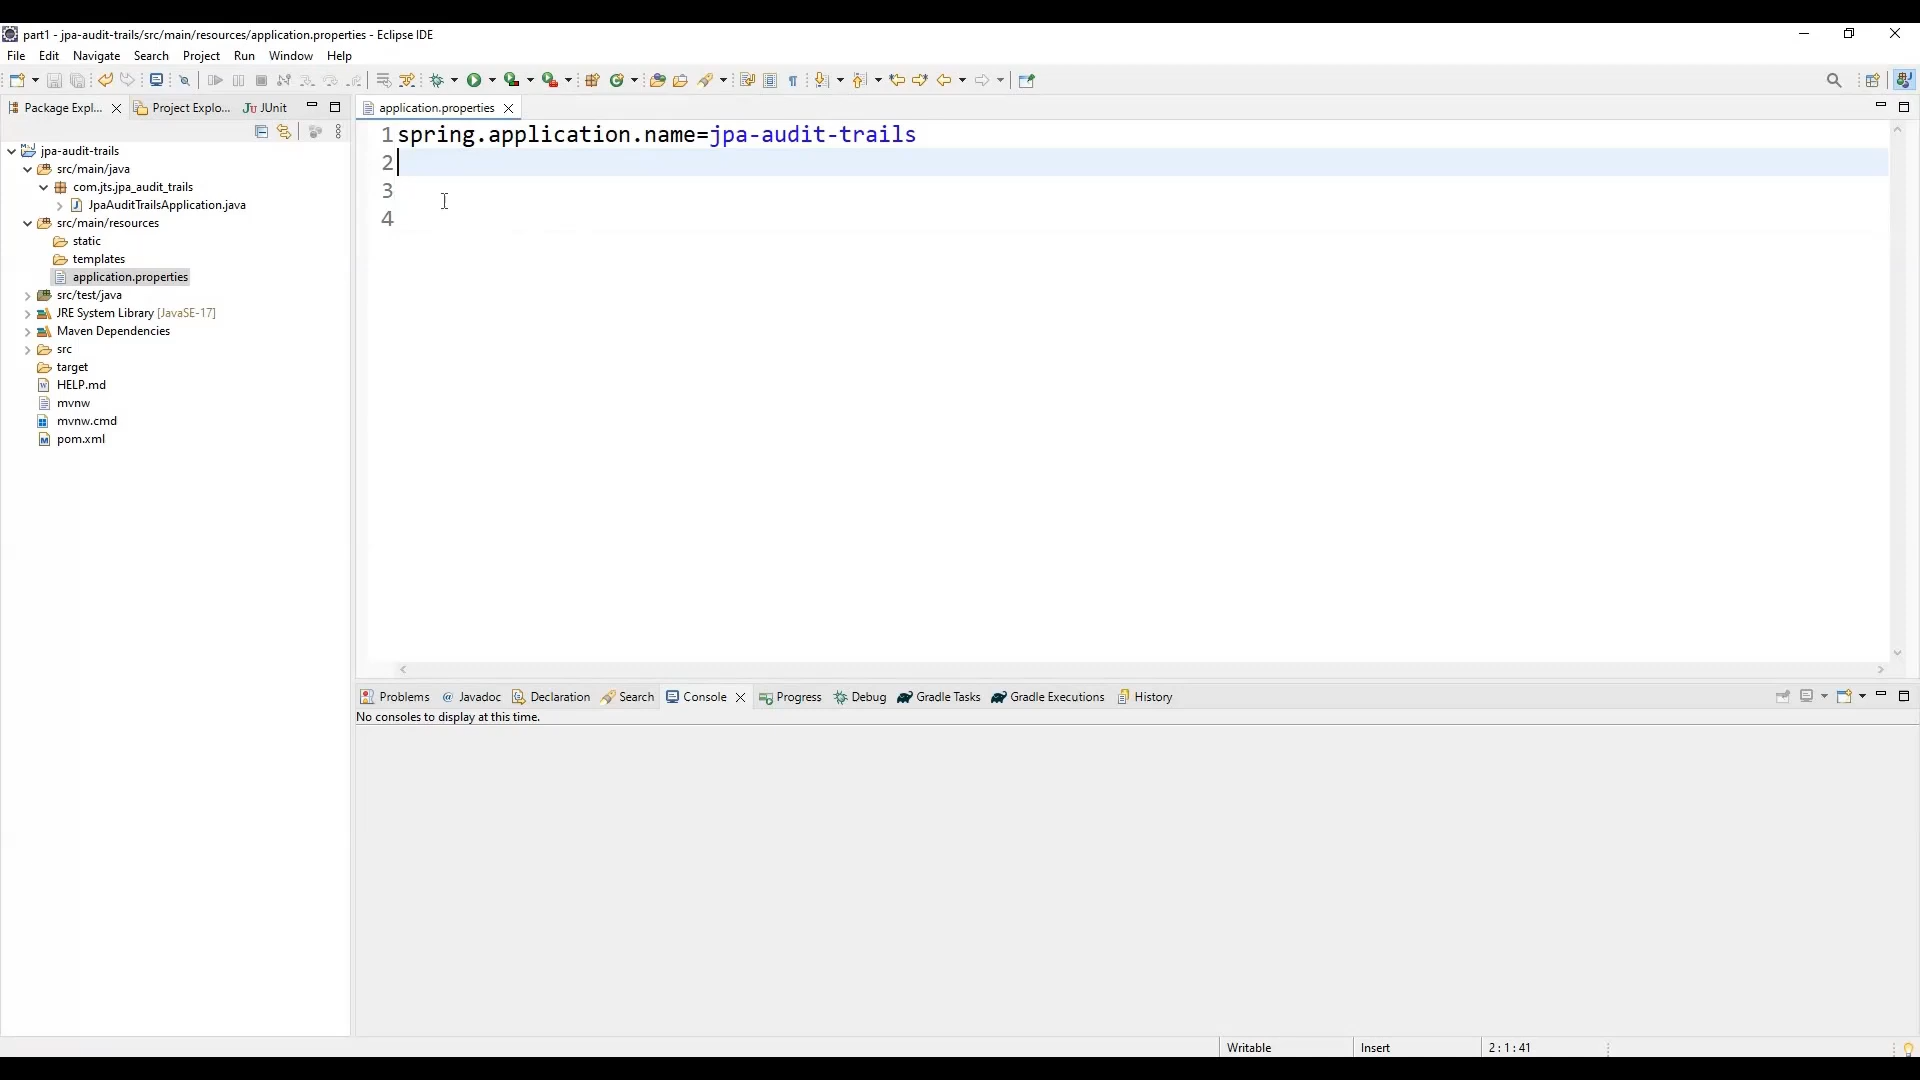 part1 - jpa-audit-trails/src/main/resources/application.properties - Eclipse IDE
File Edit Navigate Search Project Run Window Help
Package Expl... Project Explo... JUnit
application.properties
jpa-audit-trails
src/main/java
com.jts.jpa_audit_trails
JpaAuditTrailsApplication.java
src/main/resources
static
templates
application.properties
src/test/java
JRE System Library [JavaSE-17]
Maven Dependencies
src
target
HELP.md
mvnw
mvnw.cmd
pom.xml
1 spring.application.name=jpa-audit-trails
2
3
4
Problems @ Javadoc Declaration Search Console Progress Debug Gradle Tasks Gradle Executions History
No consoles to display at this time.
Writable Insert 2 : 1 : 41